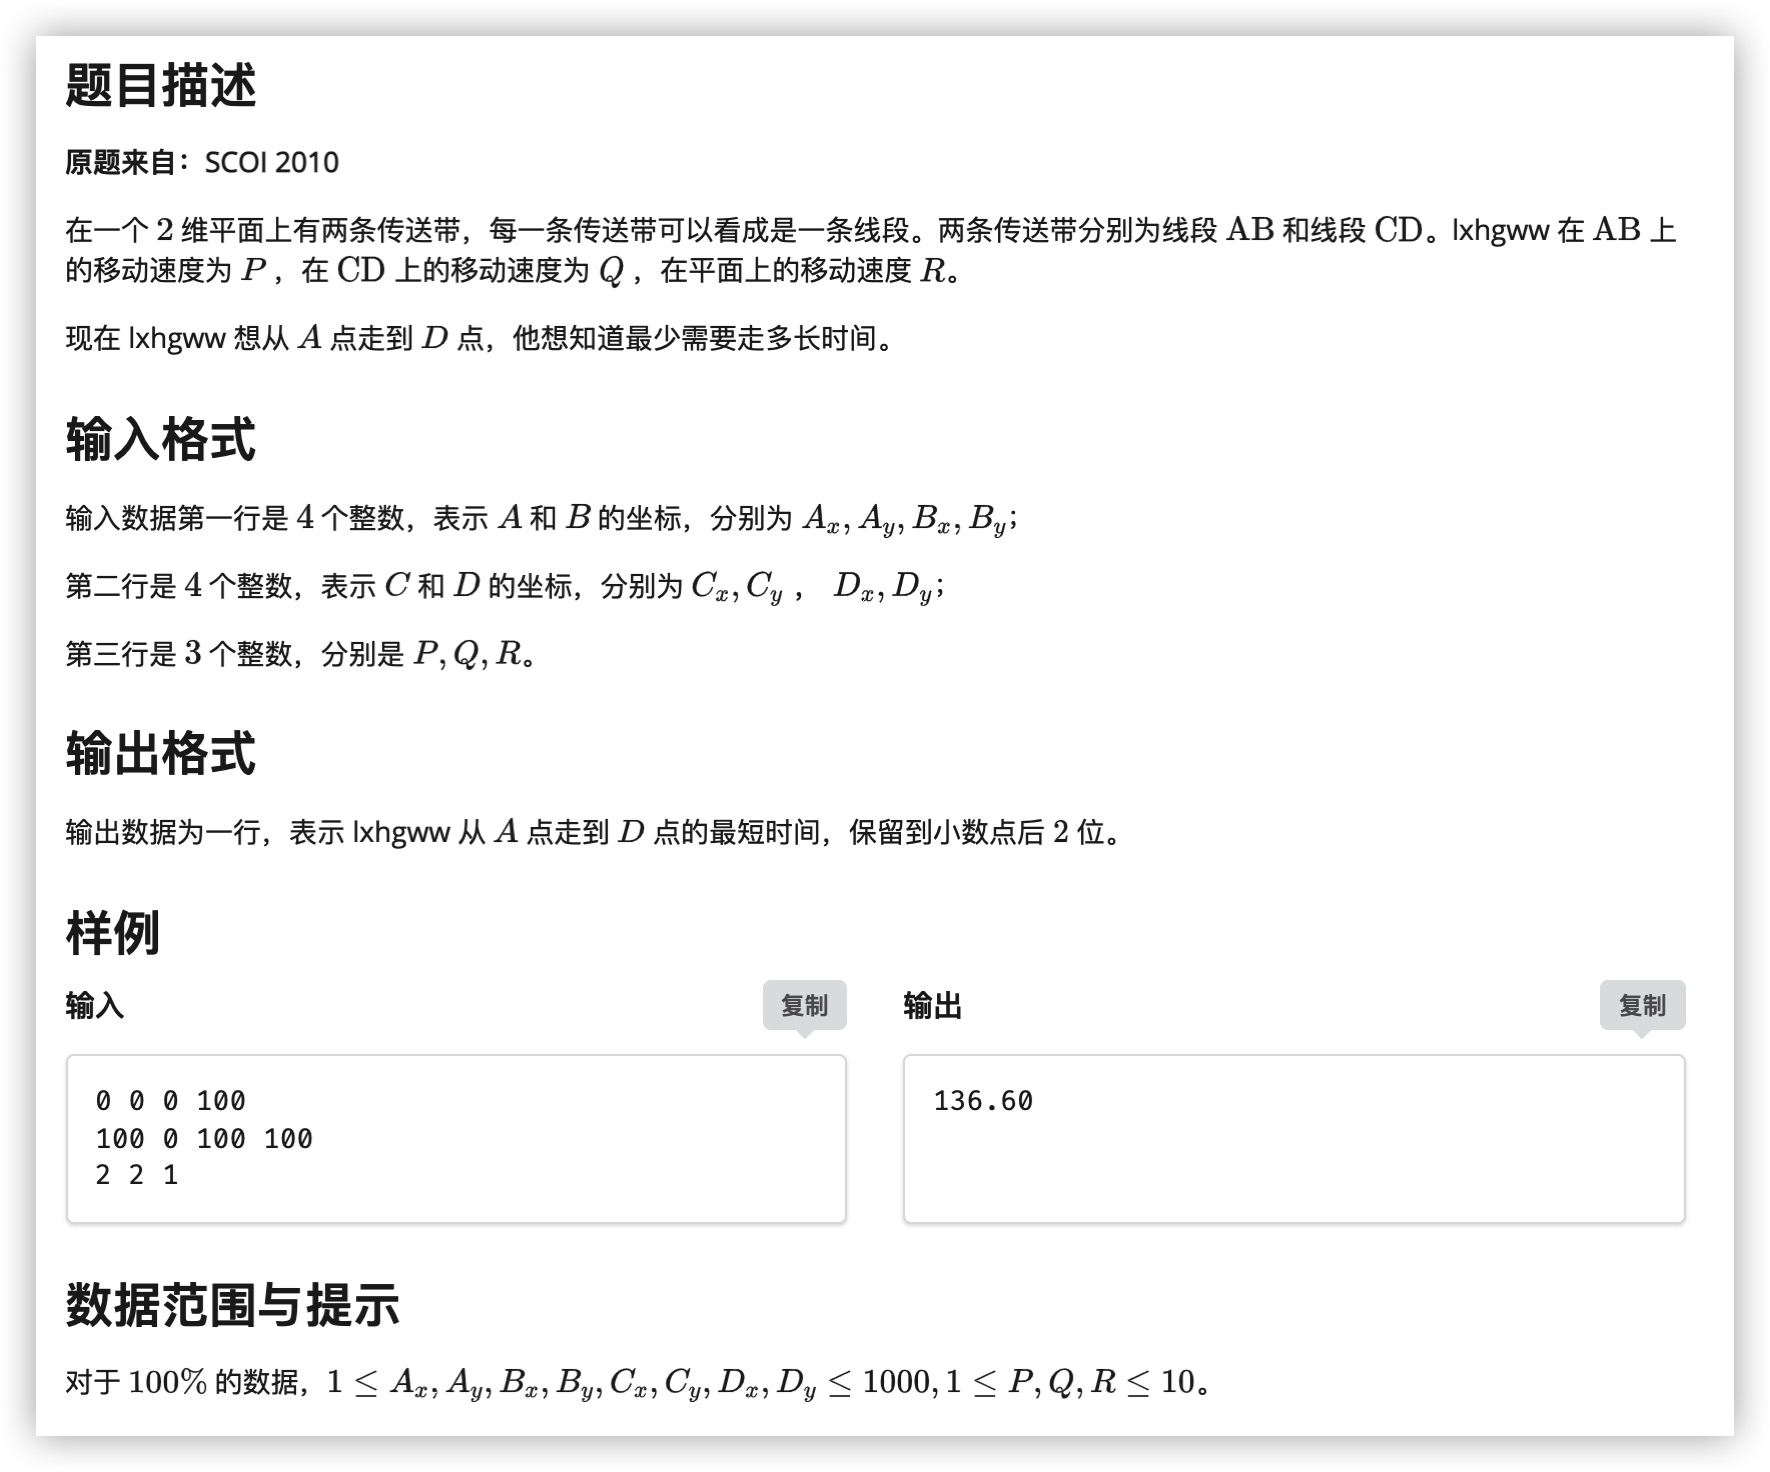 题目描述
原题来自：SCOI 2010
在一个 2 维平面上有两条传送带，每一条传送带可以看成是一条线段。两条传送带分别为线段 AB 和线段 CD。lxhgww 在 AB 上
的移动速度为 P ，在 CD 上的移动速度为 Q ，在平面上的移动速度 R。
现在 lxhgww 想从 A 点走到 D 点，他想知道最少需要走多长时间。
输入格式
输入数据第一行是 4 个整数，表示 A 和 B 的坐标，分别为 A_x, A_y, B_x, B_y；
第二行是 4 个整数，表示 C 和 D 的坐标，分别为 C_x, C_y ， D_x, D_y；
第三行是 3 个整数，分别是 P, Q, R。
输出格式
输出数据为一行，表示 lxhgww 从 A 点走到 D 点的最短时间，保留到小数点后 2 位。
样例
输入 复制 输出 复制
0 0 0 100
100 0 100 100
2 2 1
136.60
数据范围与提示
对于 100% 的数据，1 ≤ A_x, A_y, B_x, B_y, C_x, C_y, D_x, D_y ≤ 1000, 1 ≤ P, Q, R ≤ 10。